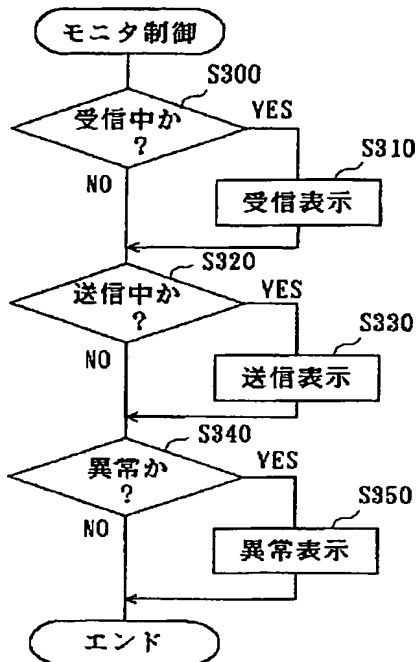 モニタ制御
S300
受信中か
?
YES
NO
S310
受信表示
S320
送信中か
?
YES
NO
S330
送信表示
S340
異常か
?
YES
NO
S350
異常表示
エンド